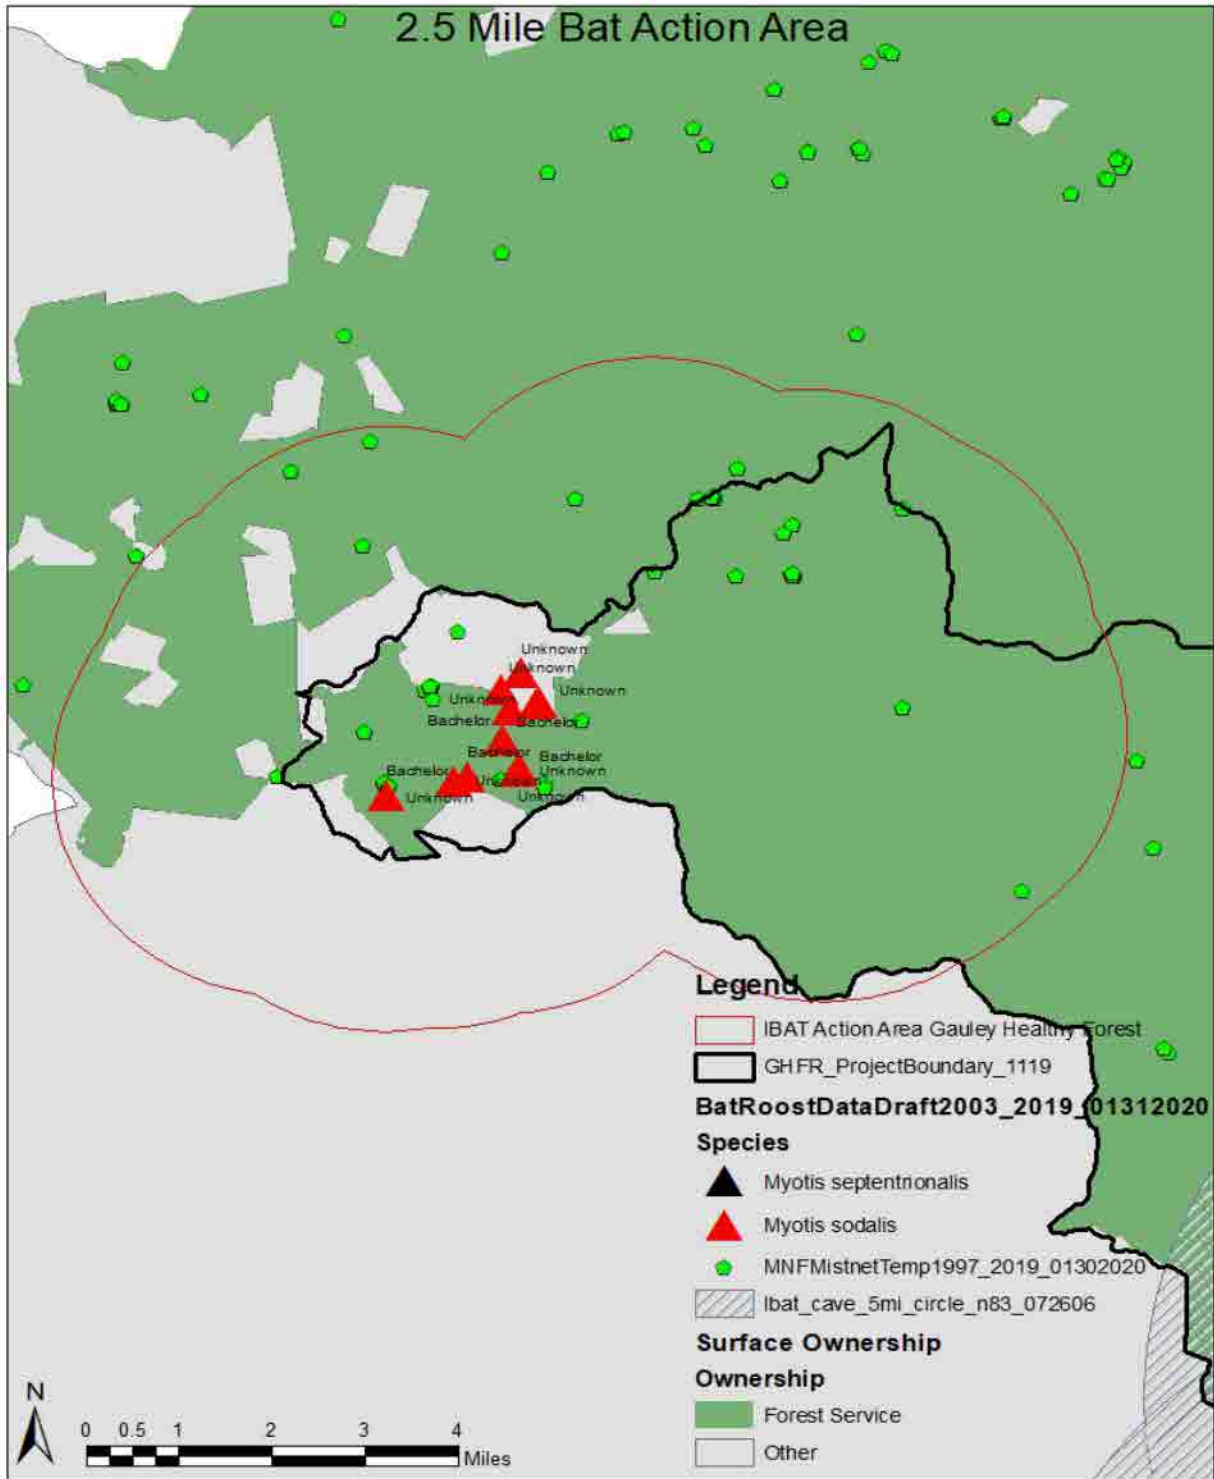 2.5 Mile Bat Action Area
Unknown
Unknown
Unknown
Unknown
Bachelor
Bachelor
Bachelor
Bachelor
Bachelor
Unknown
Unknown
Unknown
Unknown
Legend
IBAT Action Area Gauley Healthy Forest
GHFR_ProjectBoundary_1119
BatRoostDataDraft2003_2019_01312020
Species
Myotis septentrionalis
Myotis sodalis
MNFMistnetTemp1997_2019_01302020
Ibat_cave_5mi_circle_n83_072606
Surface Ownership
Ownership
Forest Service
Other
N
0 0.5 1 2 3 4
Miles